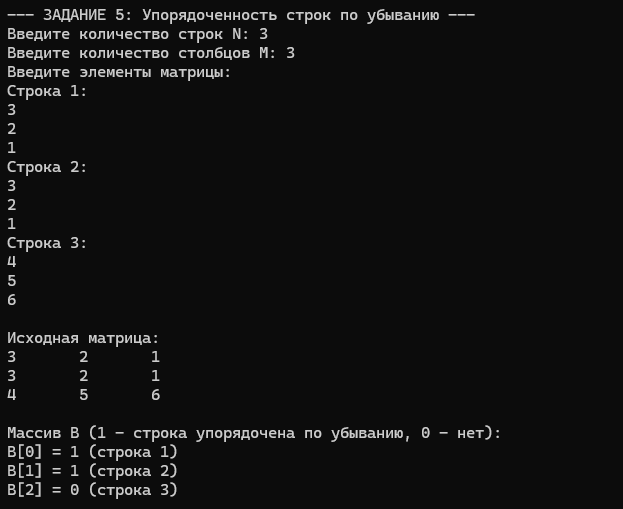 --- ЗАДАНИЕ 5: Упорядоченность строк по убыванию ---
Введите количество строк N: 3
Введите количество столбцов M: 3
Введите элементы матрицы:
Строка 1:
3
2
1
Строка 2:
3
2
1
Строка 3:
4
5
6
Исходная матрица:
3 2 1
3 2 1
4 5 6
Массив B (1 - строка упорядочена по убыванию, 0 - нет):
B[0] = 1 (строка 1)
B[1] = 1 (строка 2)
B[2] = 0 (строка 3)